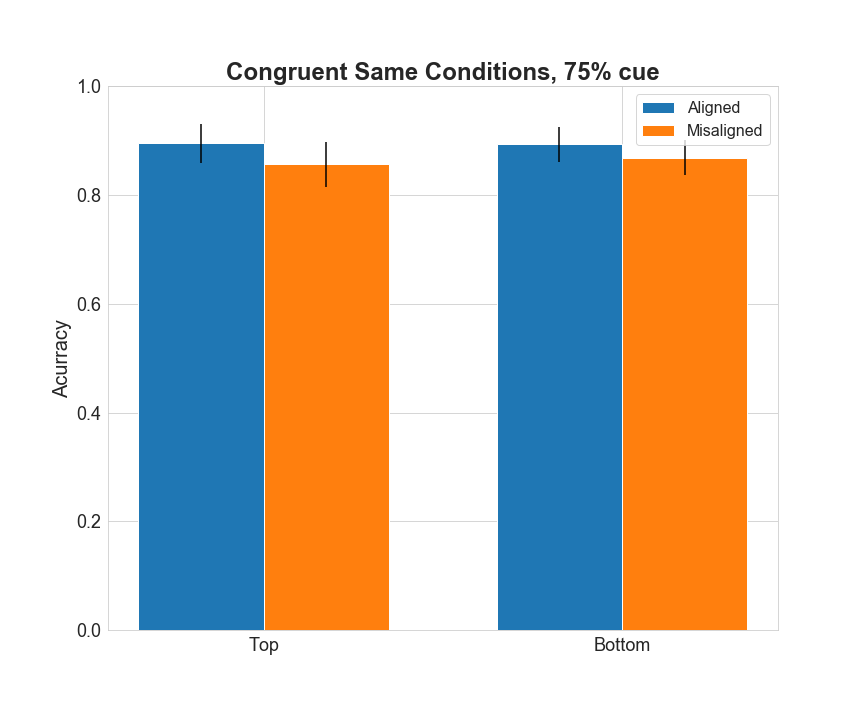 Congruent Same Conditions, 75% cue
1.0
0.8
0.6
0.4
0.2
0.0
Acurracy
Aligned
Misaligned
Top
Bottom